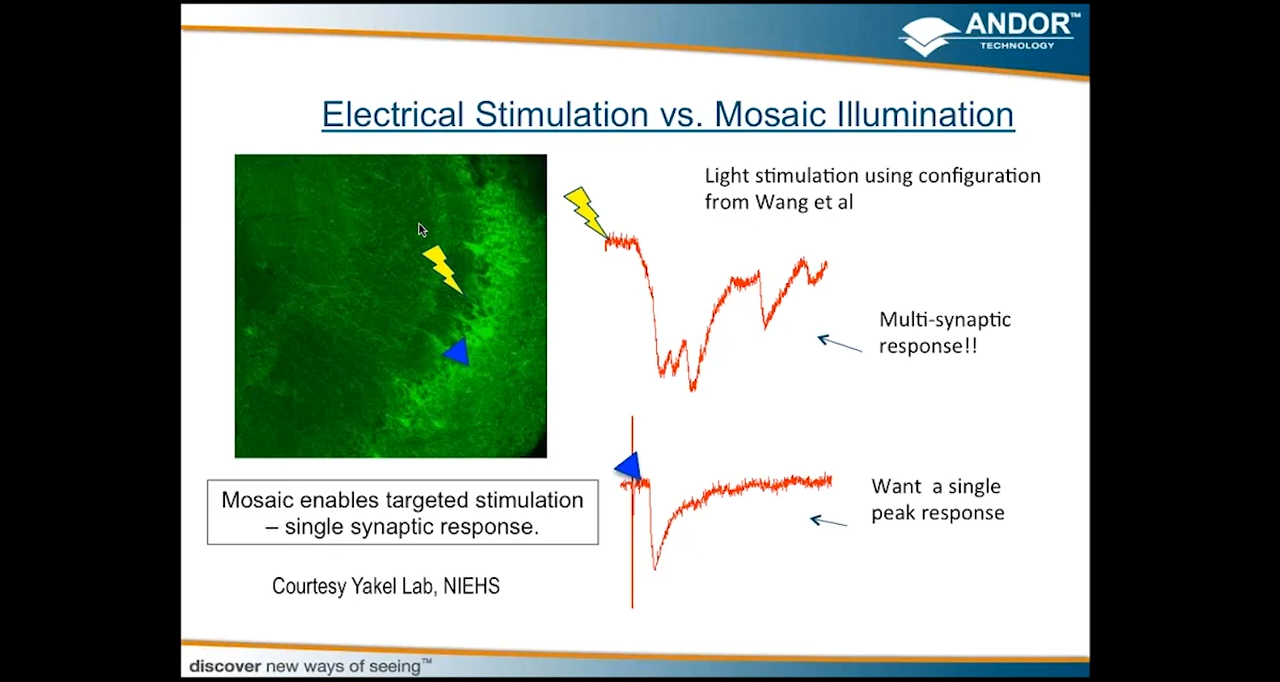 ANDOR™
TECHNOLOGY
Electrical Stimulation vs. Mosaic Illumination
Light stimulation using configuration
from Wang et al
Multi-synaptic
response!!
Want a single
peak response
Mosaic enables targeted stimulation
– single synaptic response.
Courtesy Yakel Lab, NIEHS
discover new ways of seeing™